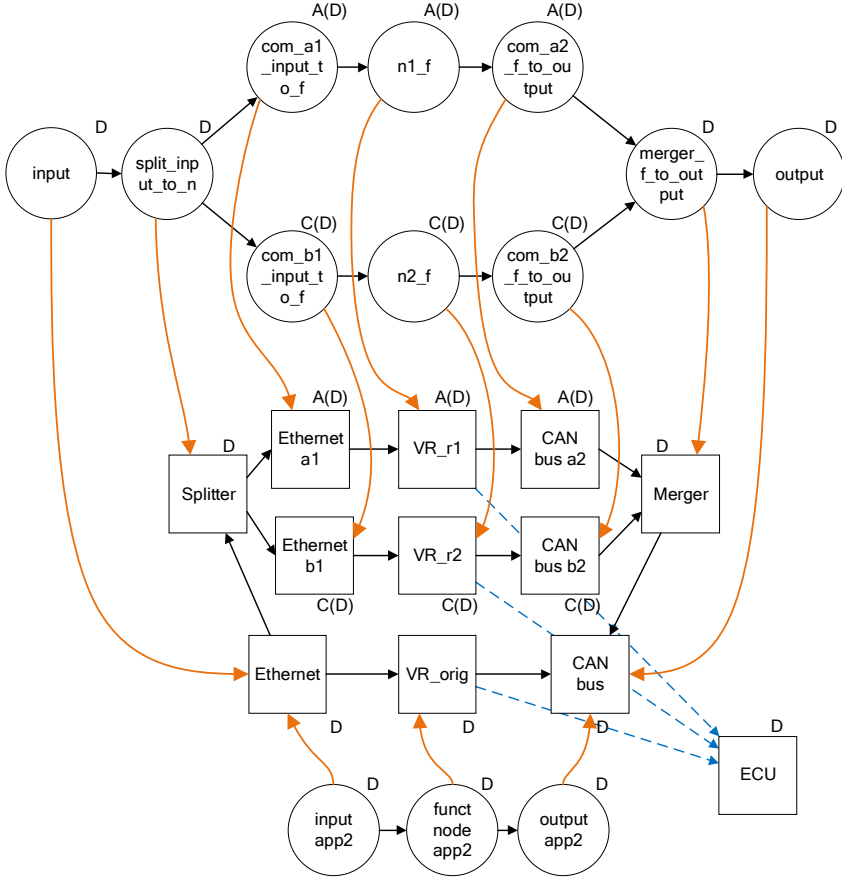 A(D)
A(D)
A(D)
com_a1
_input_t
o_f
n1_f
com_a2
_f_to_ou
tput
D
D
D
D
input
split_inp
ut_to_n
merger_
f_to_out
put
output
C(D)
C(D)
C(D)
com_b1
_input_t
o_f
n2_f
com_b2
_f_to_ou
tput
A(D)
A(D)
A(D)
Ethernet
a1
VR_r1
CAN
bus a2
D
D
Splitter
Merger
Ethernet
b1
VR_r2
CAN
bus b2
C(D)
C(D)
C(D)
Ethernet
VR_orig
CAN
bus
D
D
D
D
ECU
D
D
D
input
app2
funct
node
app2
output
app2